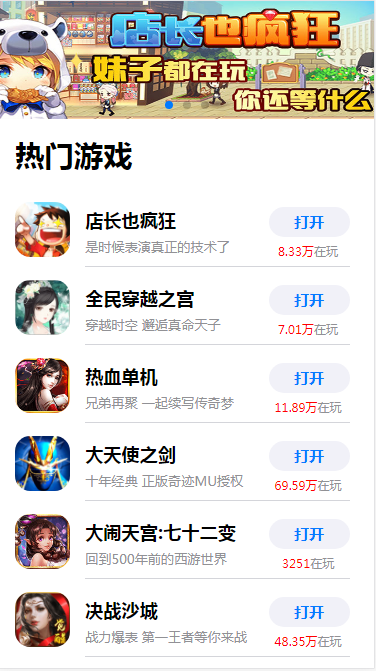 店长也疯狂
妹子都在玩
你还等什么
热门游戏
店长也疯狂
打开
是时候表演真正的技术了
8.33万在玩
全民穿越之宫
打开
穿越时空 邂逅真命天子
7.01万在玩
热血单机
打开
兄弟再聚 一起续写传奇梦
11.89万在玩
大天使之剑
打开
十年经典 正版奇迹MU授权
69.59万在玩
大闹天宫:七十二变
打开
回到500年前的西游世界
3251在玩
决战沙城
打开
战力爆表 第一王者等你来战
48.35万在玩
觉醒